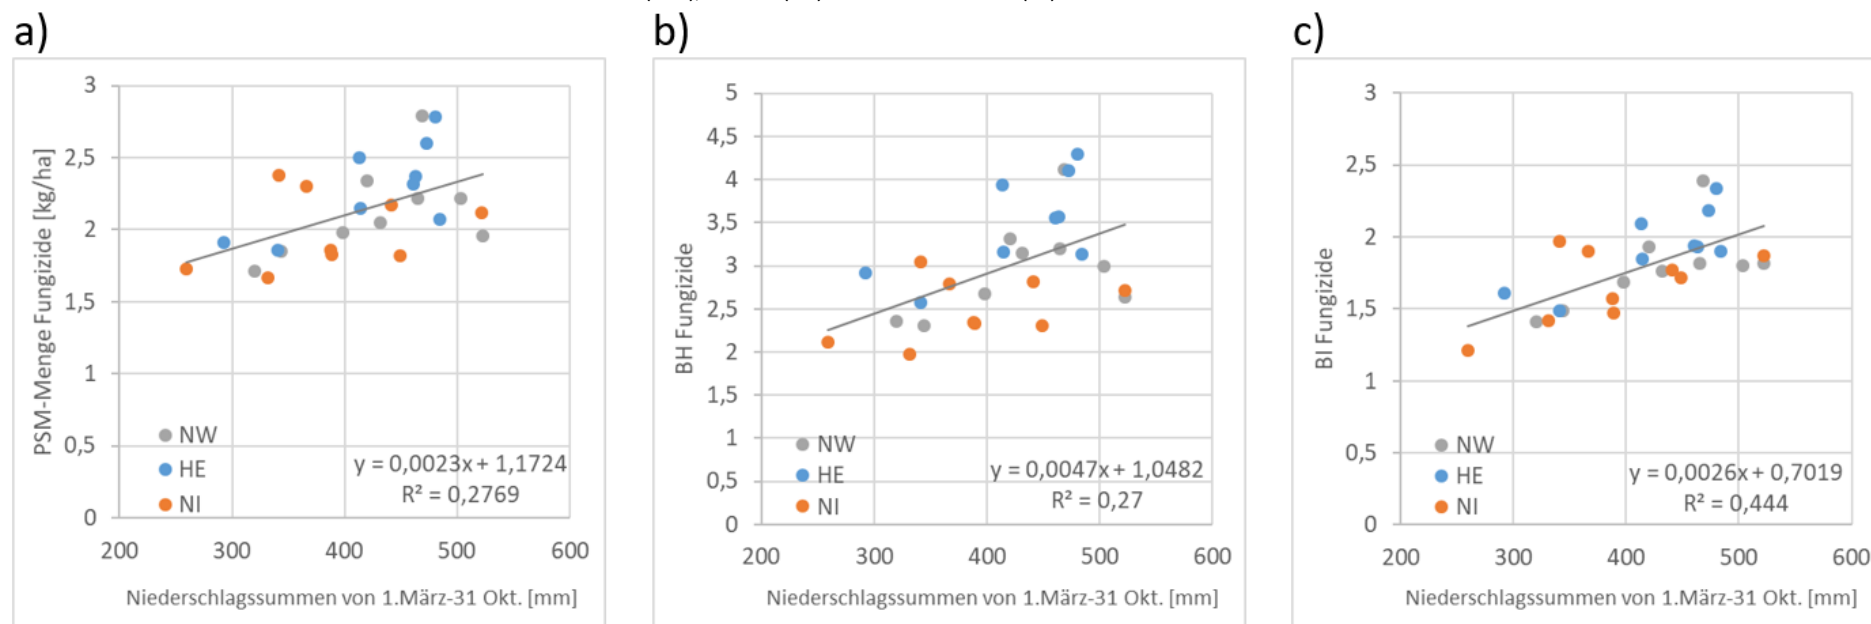 a)
PSM-Menge Fungizide [kg/ha]
3
2,5
2
1,5
1
0,5
0
NW
HE
NI
y = 0,0023x + 1,1724
R² = 0,2769
200 300 400 500 600
Niederschlagssummen von 1.März-31 Okt. [mm]
b)
BH Fungizide
5
4,5
4
3,5
3
2,5
2
1,5
1
0,5
0
NW
HE
NI
y = 0,0047x + 1,0482
R² = 0,27
200 300 400 500 600
Niederschlagssummen von 1.März-31 Okt. [mm]
c)
BI Fungizide
3
2,5
2
1,5
1
0,5
0
NW
HE
NI
y = 0,0026x + 0,7019
R² = 0,444
200 300 400 500 600
Niederschlagssummen von 1.März-31 Okt. [mm]